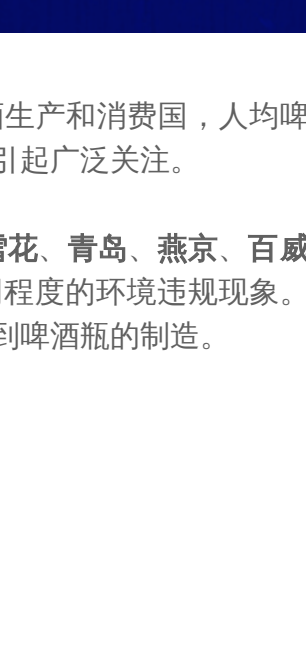 生产和消费国，人均啤
引起广泛关注。
雪花、青岛、燕京、百威
程度的环境违规现象。
到啤酒瓶的制造。